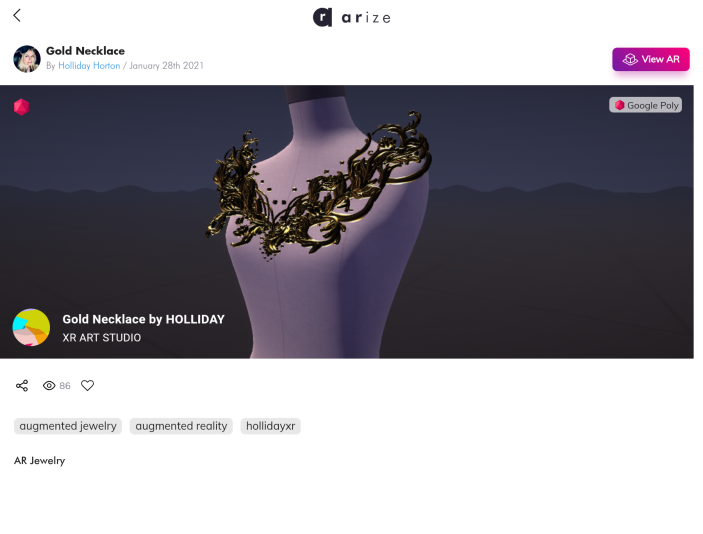 arize
Gold Necklace
By Holliday Horton / January 28th 2021
View AR
Google Poly
Gold Necklace by HOLLIDAY
XR ART STUDIO
86
augmented jewelry augmented reality hollidayxr
AR Jewelry